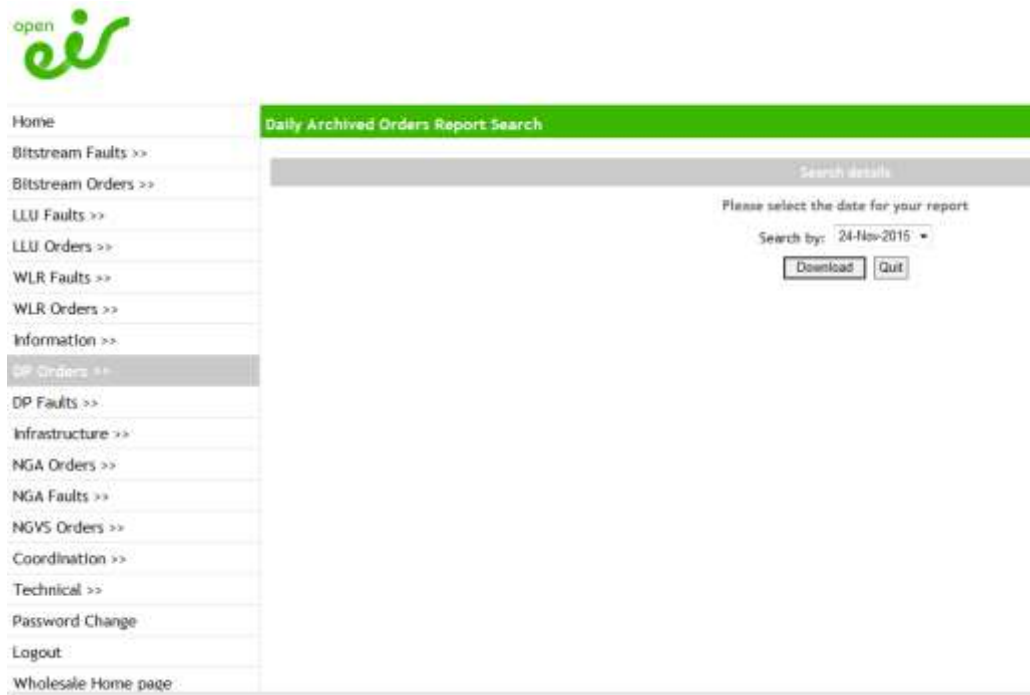 open
eir
Home
Daily Archived Orders Report Search
Bitstream Faults >>
Search details
Bitstream Orders >>
Please select the date for your report
LLU Faults >>
Search by: 24-Nov-2015
LLU Orders >>
Download Quit
WLR Faults >>
WLR Orders >>
Information >>
DP Orders >>
DP Faults >>
Infrastructure >>
NGA Orders >>
NGA Faults >>
NGVS Orders >>
Coordination >>
Technical >>
Password Change
Logout
Wholesale Home page